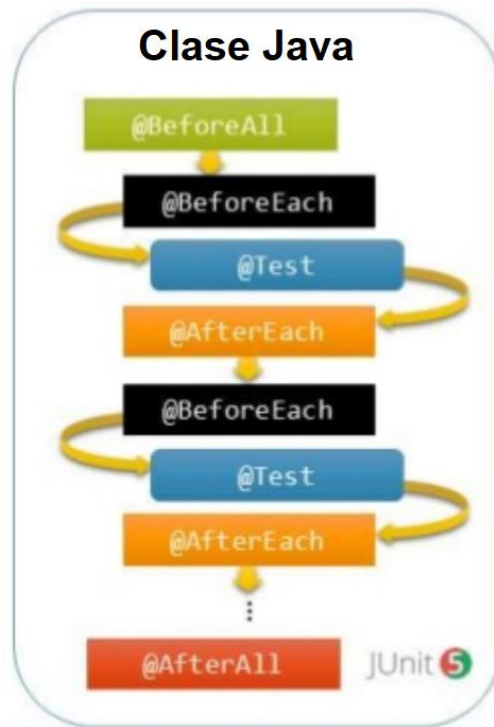 Clase Java
@BeforeAll
@BeforeEach
@Test
@AfterEach
@BeforeEach
@Test
@AfterEach
⋮
@AfterAll
JUnit 5